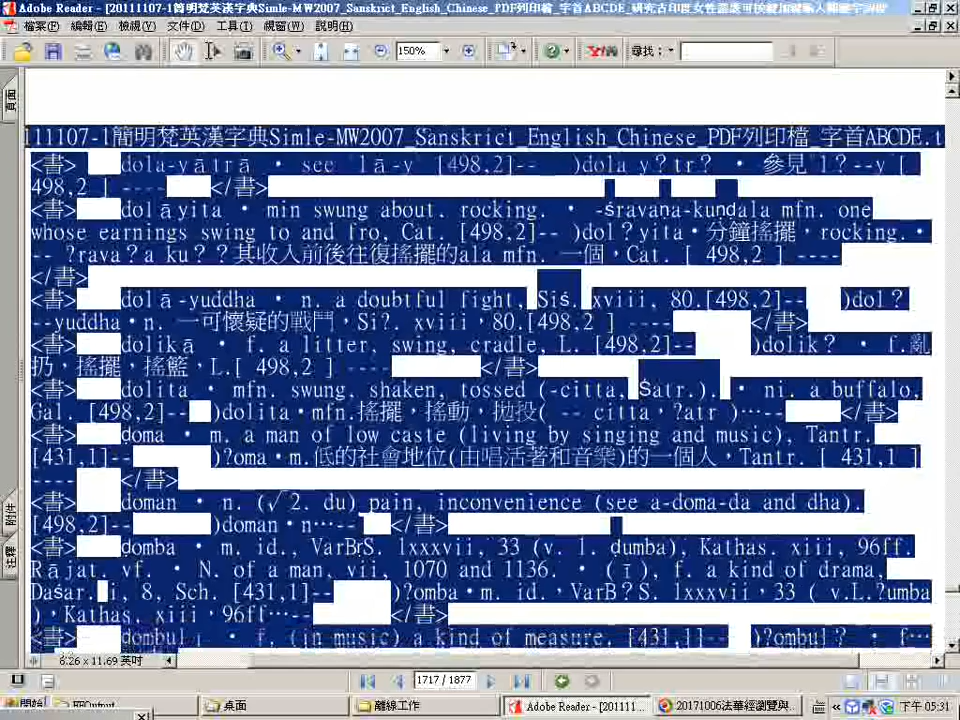 Adobe Reader - [20111107-1簡明梵英漢字典Simle-MW2007_Sanskrict_English_Chinese_PDF列印檔_字首ABCDE_研究古印度女性
檔案(F) 編輯(E) 檢視(V) 文件(D) 工具(T) 視窗(W) 說明(H)
150% 尋找:
頁面
111107-1簡明梵英漢字典Simle-MW2007_Sanskrict_English_Chinese_PDF列印檔_字首ABCDE.t
<書> dola-yātrā • see lā-y [498,2]-- )dola y?tr? • 參見 l?--y [
498,2 ] ---- </書>
<書> dolāyita • min swung about. rocking. • -śravaṇa-kuṇḍala mfn. one
whose earnings swing to and fro, Cat. [498,2]-- )dol?yita•分鐘搖擺，rocking.•
-- ?rava?a ku??其收入前後往復搖擺的ala mfn. 一個，Cat. [ 498,2 ] ----
</書>
<書> dolā-yuddha • n. a doubtful fight, Siś. xviii, 80.[498,2]-- )dol?
--yuddha•n. 一可懷疑的戰鬥，Si?. xviii，80.[498,2 ] ---- </書>
<書> dolikā • f. a litter, swing, cradle, L. [498,2]-- )dolik? • f.亂
扔，搖擺，搖籃，L.[ 498,2 ] ---- </書>
<書> dolita • mfn. swung, shaken, tossed (-citta, Śatr.). • ni. a buffalo,
Gal. [498,2]-- )dolita•mfn.搖擺，搖動，拋投( -- citta，?atr )…-- </書>
<書> doma • m. a man of low caste (living by singing and music), Tantr.
[431,1]-- )?oma•m.低的社會地位(由唱活著和音樂)的一個人，Tantr. [ 431,1 ]
---- </書>
<書> doman • n. (√2. du) pain, inconvenience (see a-doma-da and dha).
[498,2]-- )doman•n…-- </書>
<書> domba • m. id., VarBrS. lxxxvii, 33 (v. l. ḍumba), Kathas. xiii, 96ff.
Rājat. vf. • N. of a man, vii, 1070 and 1136. • (ī), f. a kind of drama,
Daśar. i, 8, Sch. [431,1]-- )?omba•m. id.，VarB?S. lxxxvii，33 ( v.L.?umba
)，Kathas. xiii，96ff…-- </書>
<書> dombulī • f. (in music) a kind of measure. [431,1]-- )?ombul? • f…
附件
注釋
8.26 x 11.69 英吋
1717 / 1877
開始 桌面 離線工作 Adobe Reader - [201111... 20171006法華經瀏覽與... 下午 05:31